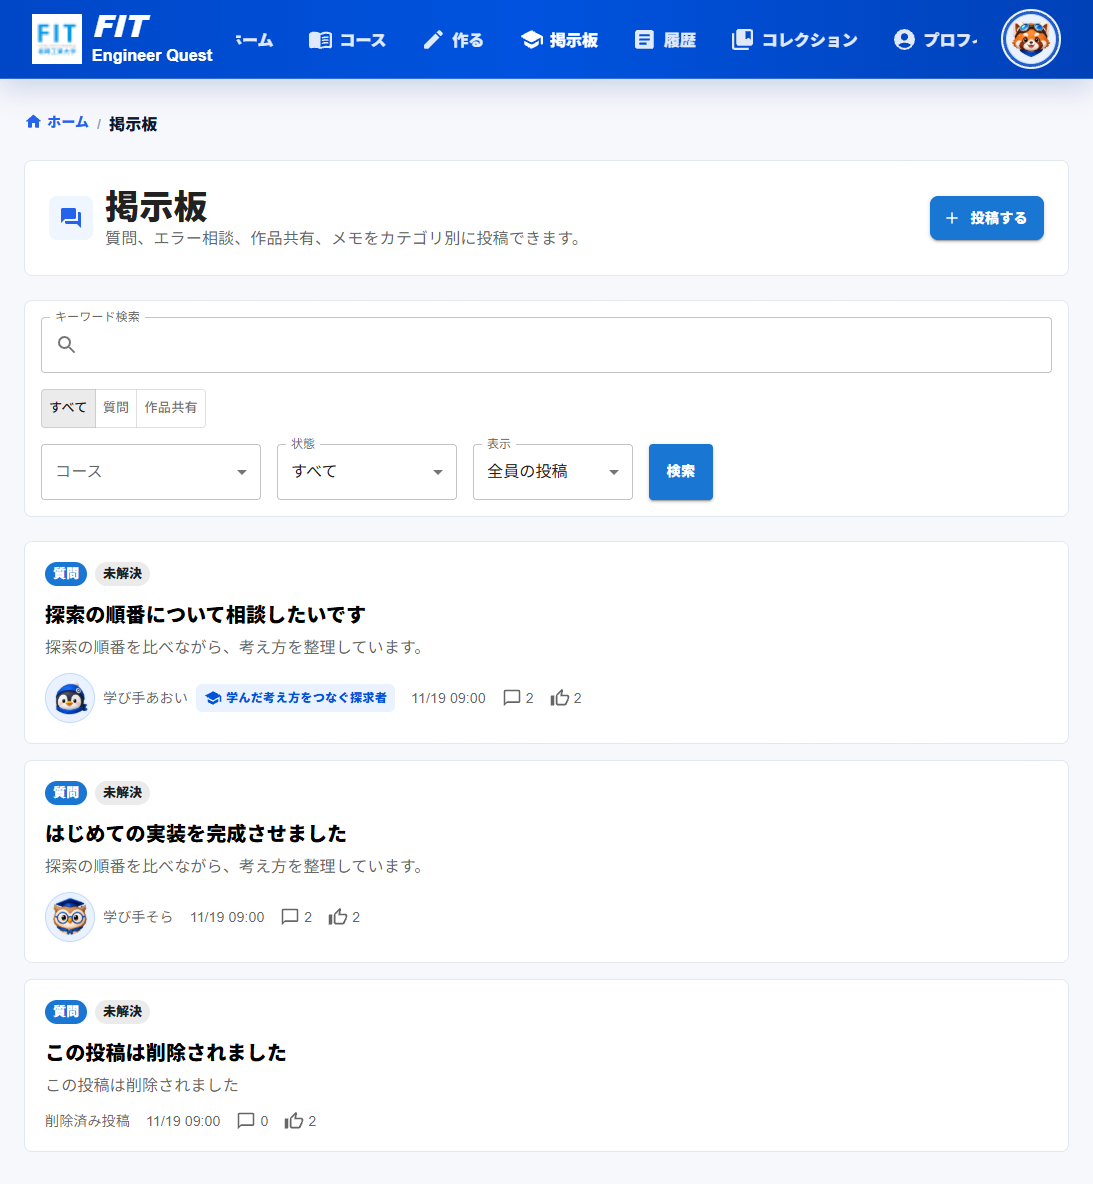 FIT
FIT
Engineer Quest
ーム
コース
作る
掲示板
履歴
コレクション
プロフ
ホーム / 掲示板
掲示板
質問、エラー相談、作品共有、メモをカテゴリ別に投稿できます。
投稿する
キーワード検索
すべて 質問 作品共有
コース
状態
すべて
表示
全員の投稿
検索
質問 未解決
探索の順番について相談したいです
探索の順番を比べながら、考え方を整理しています。
学び手あおい 学んだ考え方をつなぐ探求者 11/19 09:00 2 2
質問 未解決
はじめての実装を完成させました
探索の順番を比べながら、考え方を整理しています。
学び手そら 11/19 09:00 2 2
質問 未解決
この投稿は削除されました
この投稿は削除されました
削除済み投稿 11/19 09:00 0 2